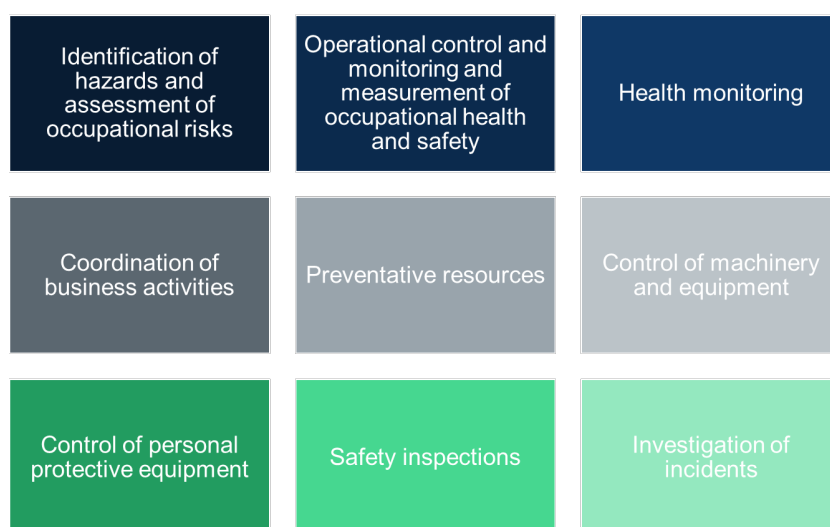 Identification of
hazards and
assessment of
occupational risks
Operational control and
monitoring and
measurement of
occupational health
and safety
Health monitoring
Coordination of
business activities
Preventative resources
Control of machinery
and equipment
Control of personal
protective equipment
Safety inspections
Investigation of
incidents